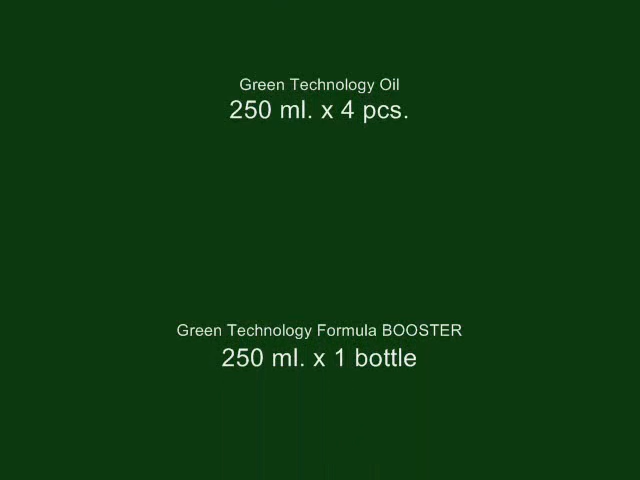 Green Technology Oil
250 ml. x 4 pcs.
Green Technology Formula BOOSTER
250 ml. x 1 bottle